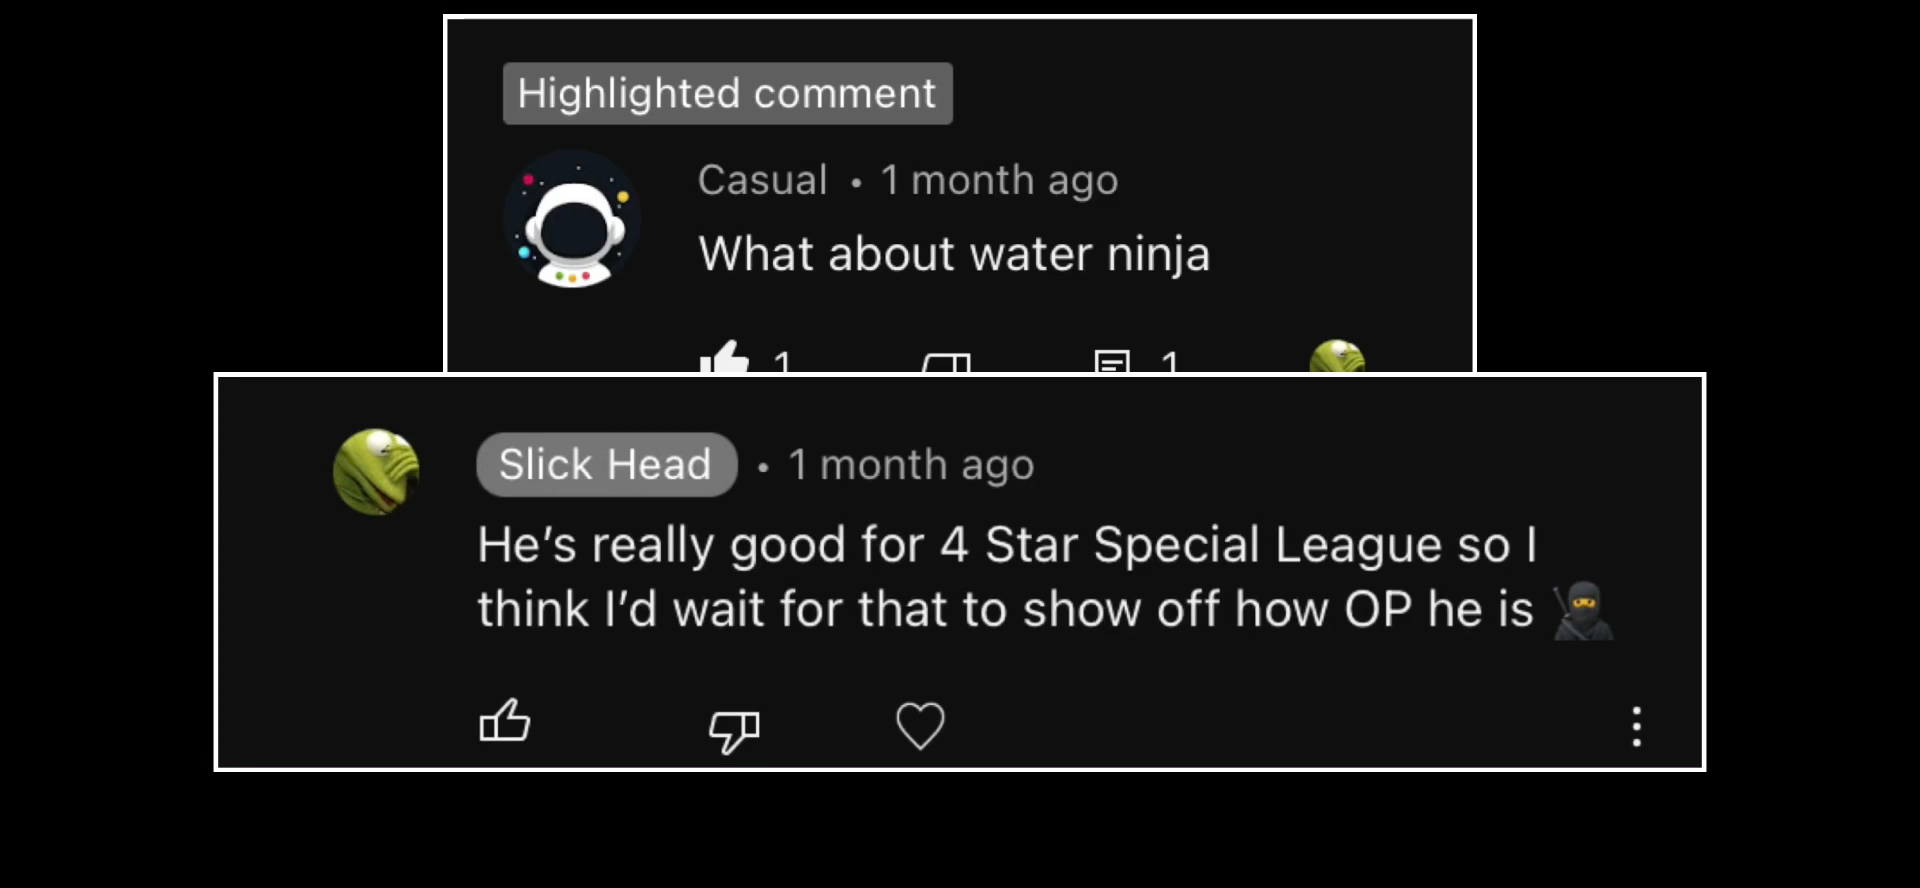 Highlighted comment
Casual • 1 month ago
What about water ninja
1 1
Slick Head • 1 month ago
He’s really good for 4 Star Special League so I
think I’d wait for that to show off how OP he is 🥷